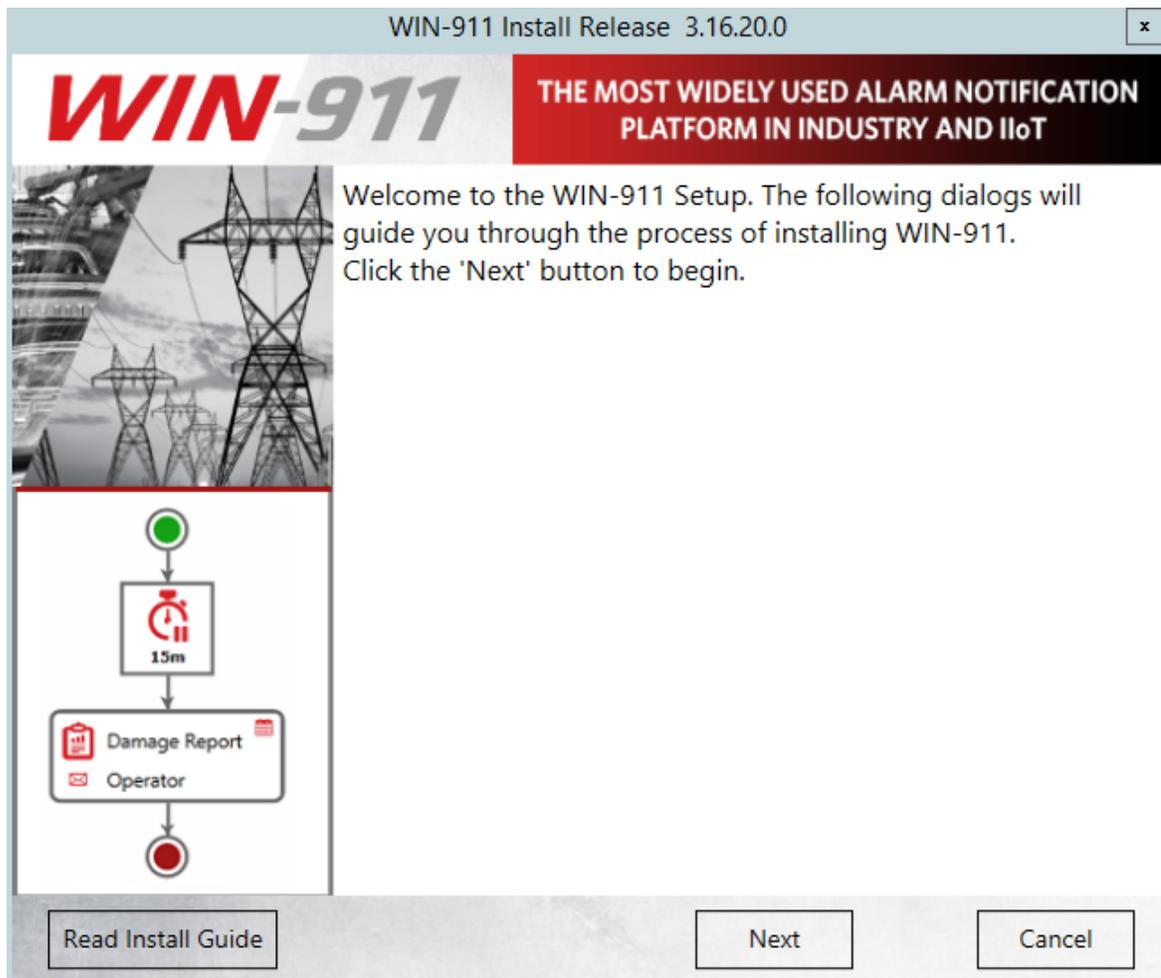 WIN-911 Install Release 3.16.20.0
x
WIN-911
THE MOST WIDELY USED ALARM NOTIFICATION
PLATFORM IN INDUSTRY AND IIoT
Welcome to the WIN-911 Setup. The following dialogs will
guide you through the process of installing WIN-911.
Click the 'Next' button to begin.
15m
Damage Report
Operator
Read Install Guide
Next
Cancel